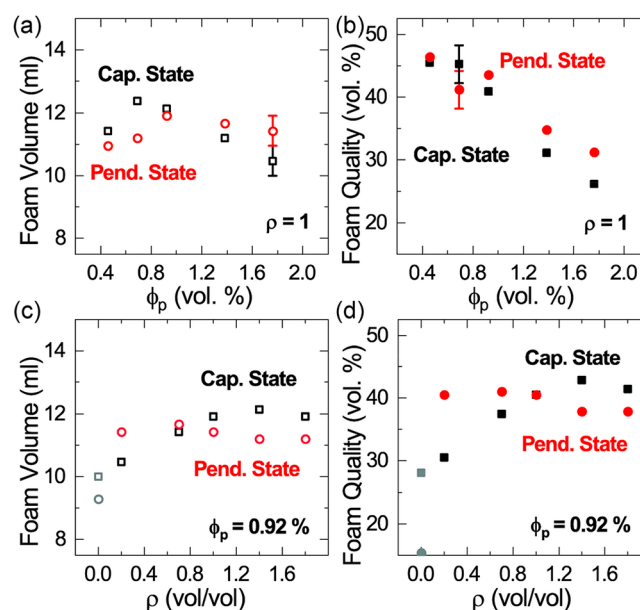 (a)
14
12
10
8
Foam Volume (ml)
Cap. State
Pend. State
ρ = 1
0.4 0.8 1.2 1.6 2.0
ϕp (vol. %)
(b)
50
40
30
20
Foam Quality (vol. %)
Pend. State
Cap. State
ρ = 1
0.4 0.8 1.2 1.6 2.0
ϕp (vol. %)
(c)
14
12
10
8
Foam Volume (ml)
Cap. State
Pend. State
ϕp = 0.92 %
0.0 0.6 1.2 1.8
ρ (vol/vol)
(d)
50
40
30
20
Foam Quality (vol. %)
Cap. State
Pend. State
ϕp = 0.92 %
0.0 0.6 1.2 1.8
ρ (vol/vol)